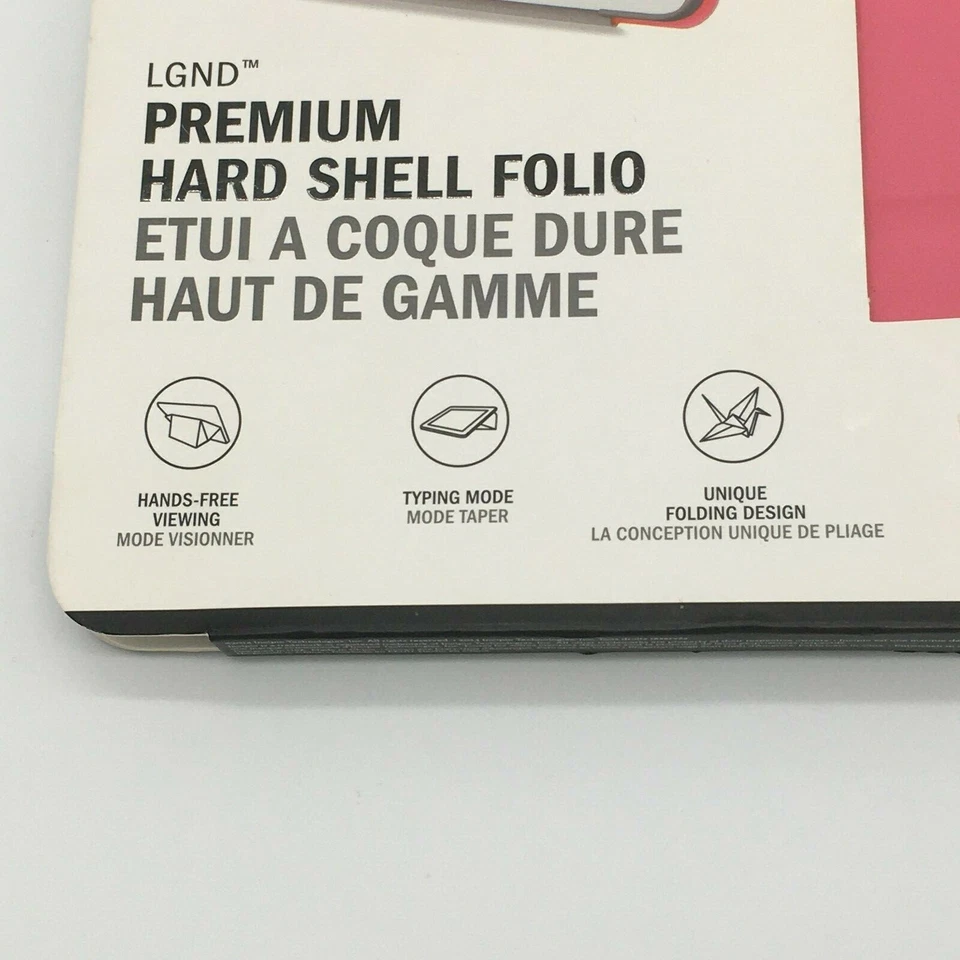 LGND™
PREMIUM
HARD SHELL FOLIO
ETUI A COQUE DURE
HAUT DE GAMME
HANDS-FREE
VIEWING
MODE VISIONNER
TYPING MODE
MODE TAPER
UNIQUE
FOLDING DESIGN
LA CONCEPTION UNIQUE DE PLIAGE